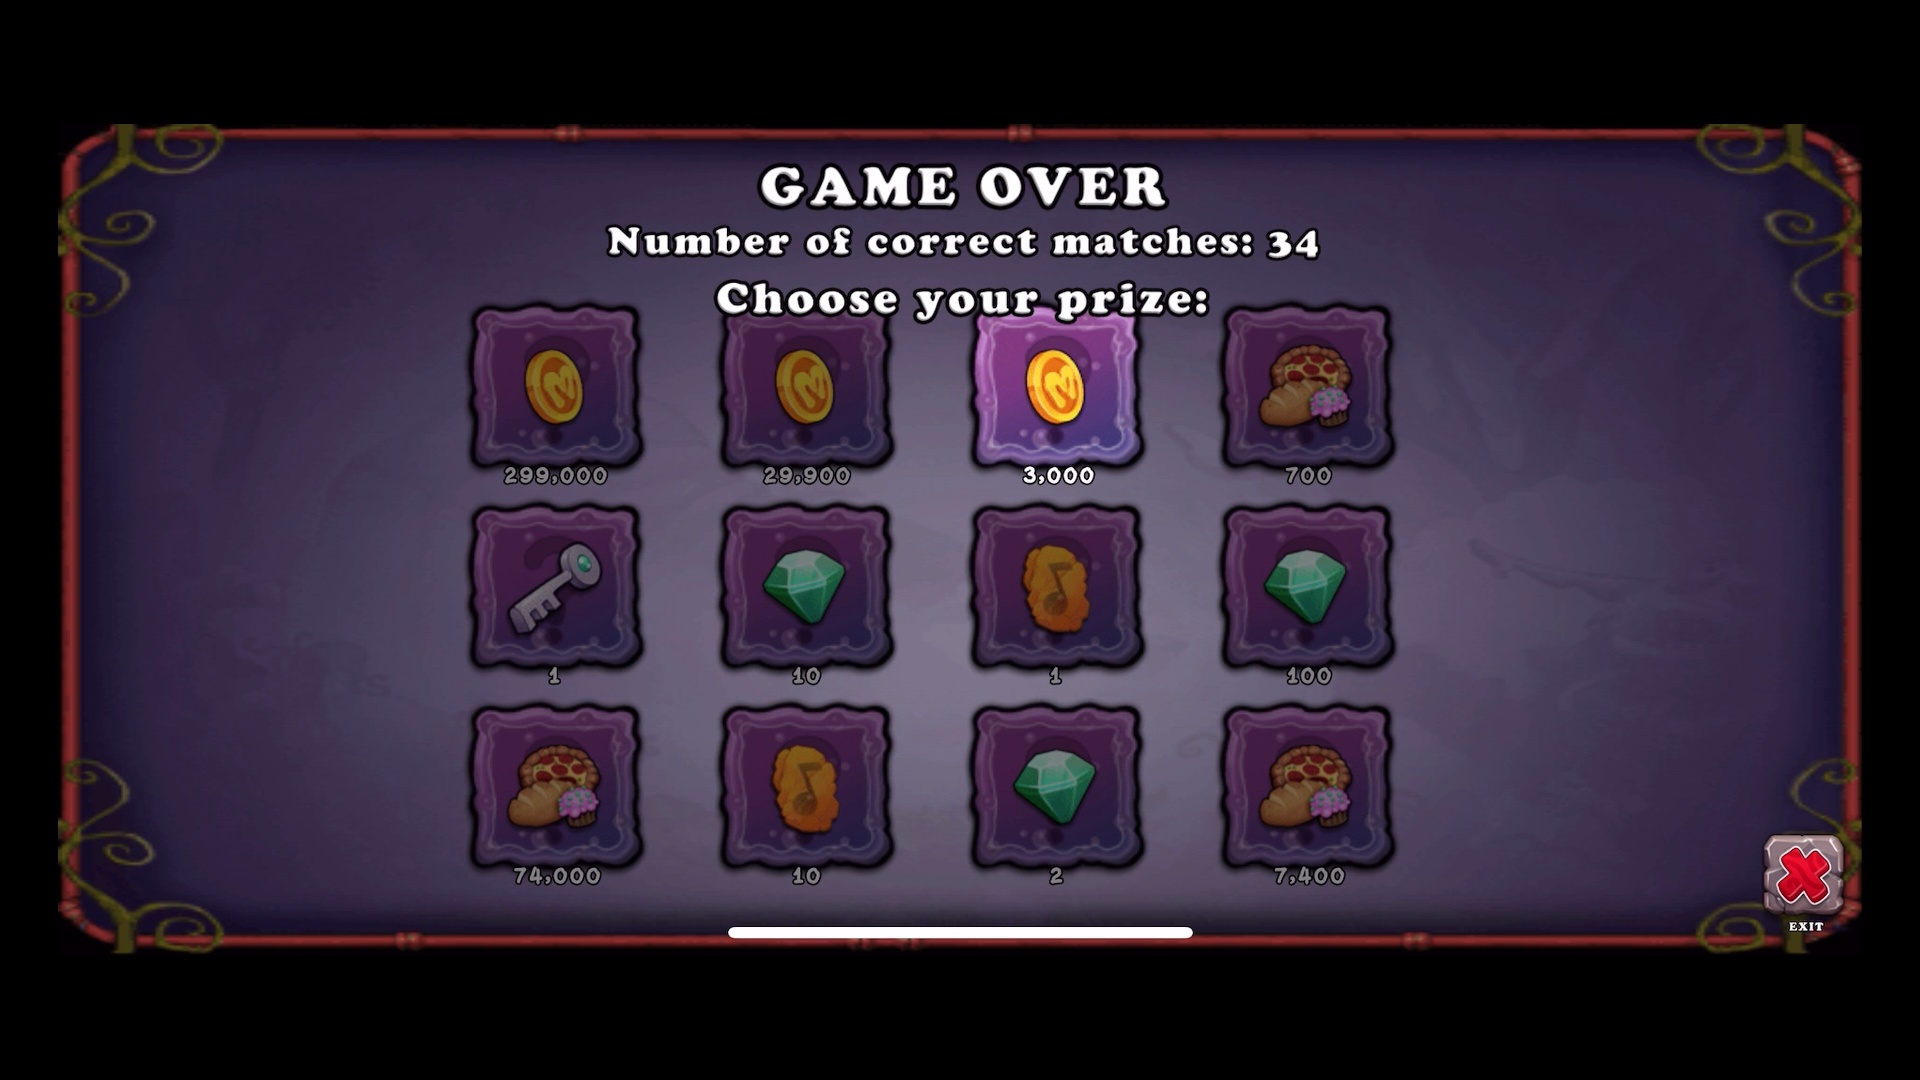 GAME OVER
Number of correct matches: 34
Choose your prize:
299,000 29,900 3,000 700
1 10 1 100
74,000 10 2 7,400
EXIT